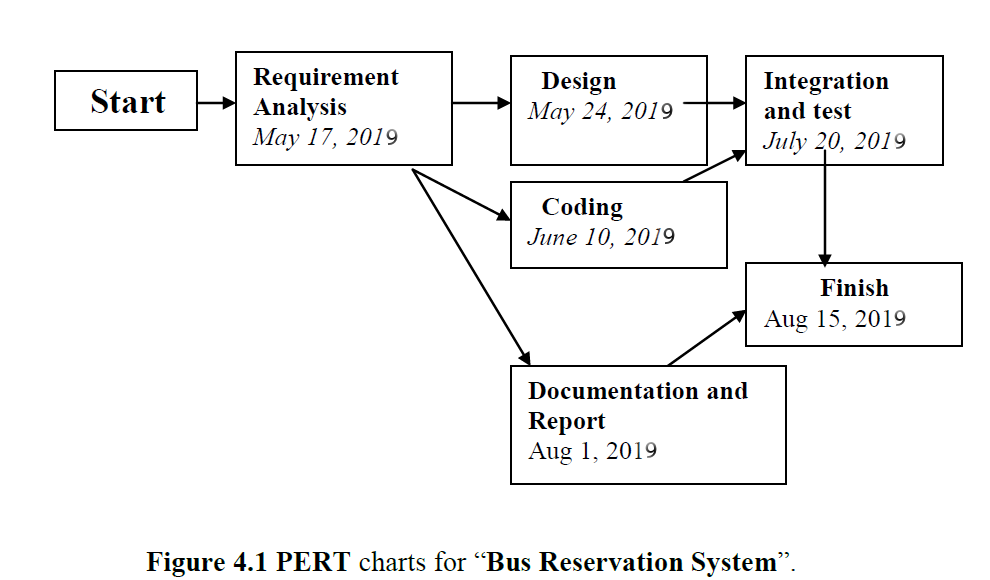 Start
Requirement
Analysis
May 17, 2019
Design
May 24, 2019
Integration
and test
July 20, 2019
Coding
June 10, 2019
Finish
Aug 15, 2019
Documentation and
Report
Aug 1, 2019
Figure 4.1 PERT charts for “Bus Reservation System”.